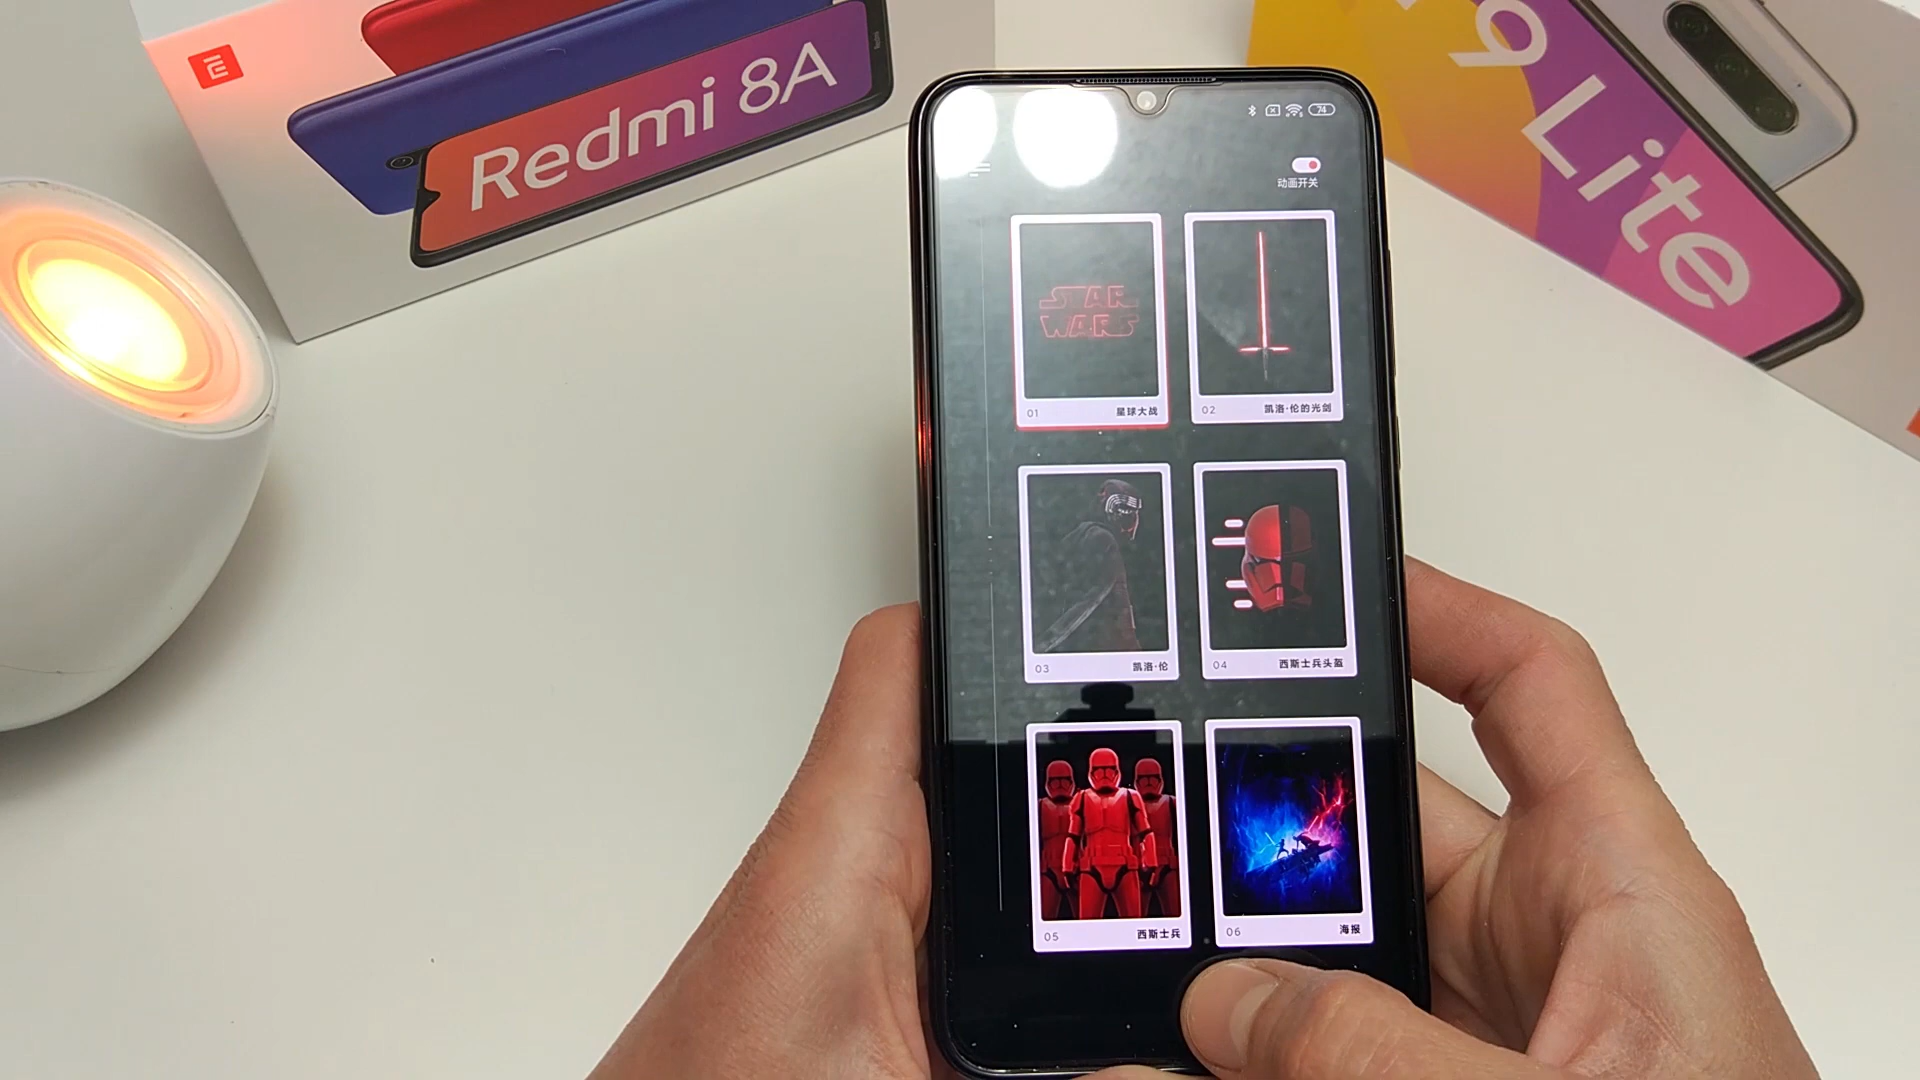 Redmi 8A
9 Lite
74
动画开关
STAR
WARS
01 星球大战
02 凯洛·伦的光剑
03 凯洛·伦
04 西斯士兵头盔
05 西斯士兵
06 海报